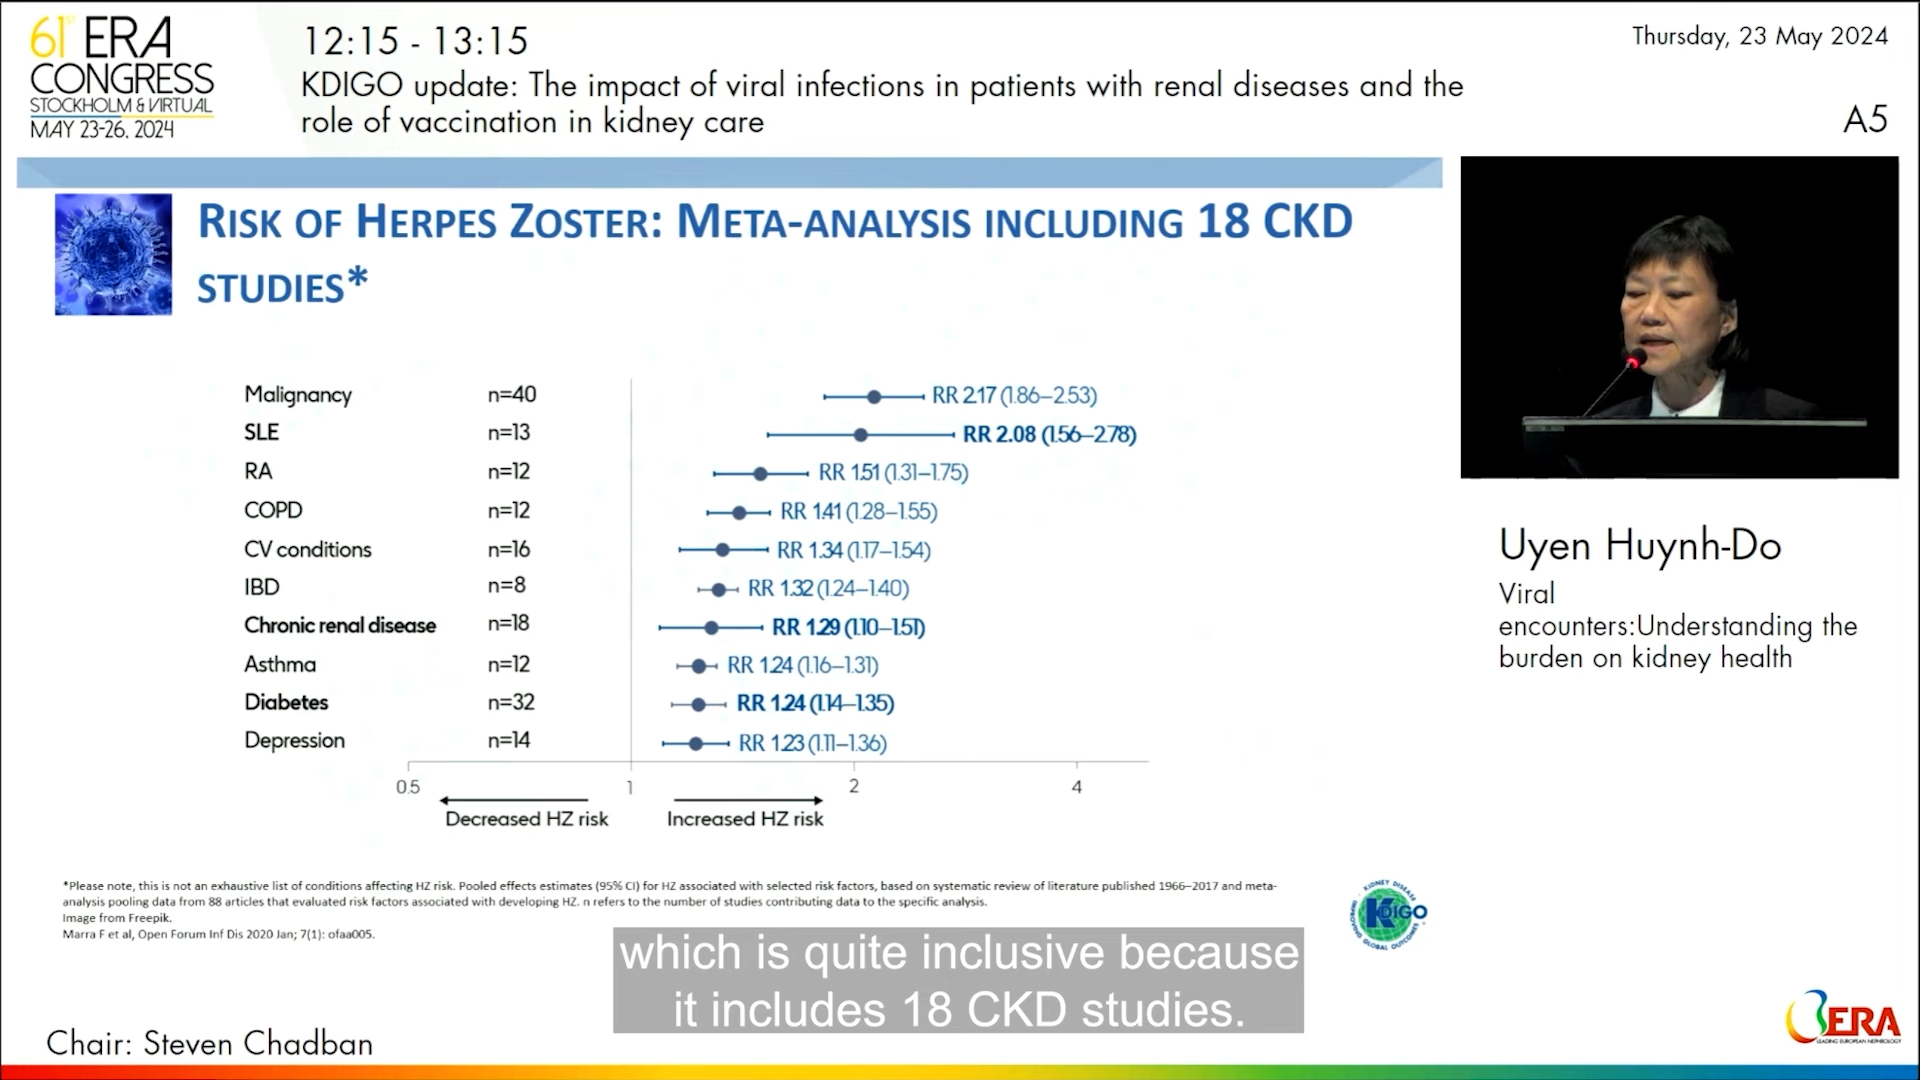 61st ERA
CONGRESS
STOCKHOLM & VIRTUAL
MAY 23-26, 2024
12:15 - 13:15
KDIGO update: The impact of viral infections in patients with renal diseases and the
role of vaccination in kidney care
Thursday, 23 May 2024
A5
RISK OF HERPES ZOSTER: META-ANALYSIS INCLUDING 18 CKD
STUDIES*
Malignancy n=40 RR 2.17 (1.86–2.53)
SLE n=13 RR 2.08 (1.56–2.78)
RA n=12 RR 1.51 (1.31–1.75)
COPD n=12 RR 1.41 (1.28–1.55)
CV conditions n=16 RR 1.34 (1.17–1.54)
IBD n=8 RR 1.32 (1.24–1.40)
Chronic renal disease n=18 RR 1.29 (1.10–1.51)
Asthma n=12 RR 1.24 (1.16–1.31)
Diabetes n=32 RR 1.24 (1.14–1.35)
Depression n=14 RR 1.23 (1.11–1.36)
0.5 1 2 4
Decreased HZ risk Increased HZ risk
*Please note, this is not an exhaustive list of conditions affecting HZ risk. Pooled effects estimates (95% CI) for HZ associated with selected risk factors, based on systematic review of literature published 1966–2017 and meta-
analysis pooling data from 88 articles that evaluated risk factors associated with developing HZ. n refers to the number of studies contributing data to the specific analysis.
Image from Freepik.
Marra F et al, Open Forum Inf Dis 2020 Jan; 7(1): ofaa005.
KIDNEY DISEASE
KDIGO
IMPROVING GLOBAL OUTCOMES
Uyen Huynh-Do
Viral
encounters:Understanding the
burden on kidney health
which is quite inclusive because
it includes 18 CKD studies.
Chair: Steven Chadban
ERA
LEADING EUROPEAN NEPHROLOGY